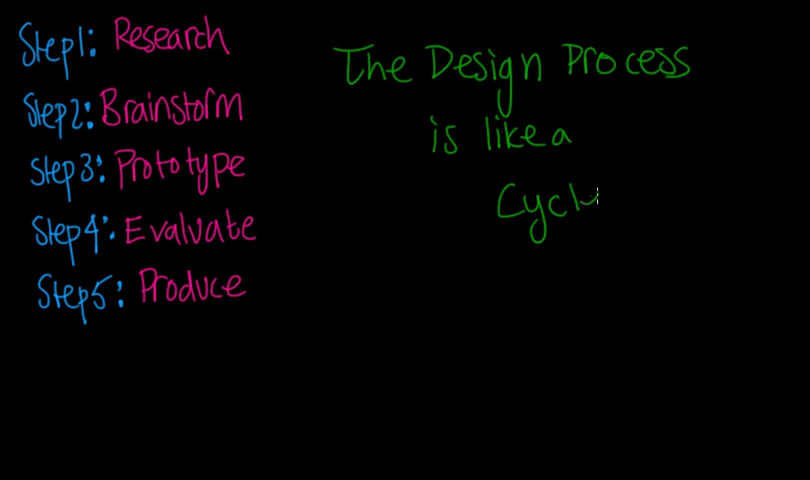 Step1: Research
Step2: Brainstorm
Step3: Prototype
Step4: Evaluate
Step5: Produce
The Design Process
is like a
Cycl